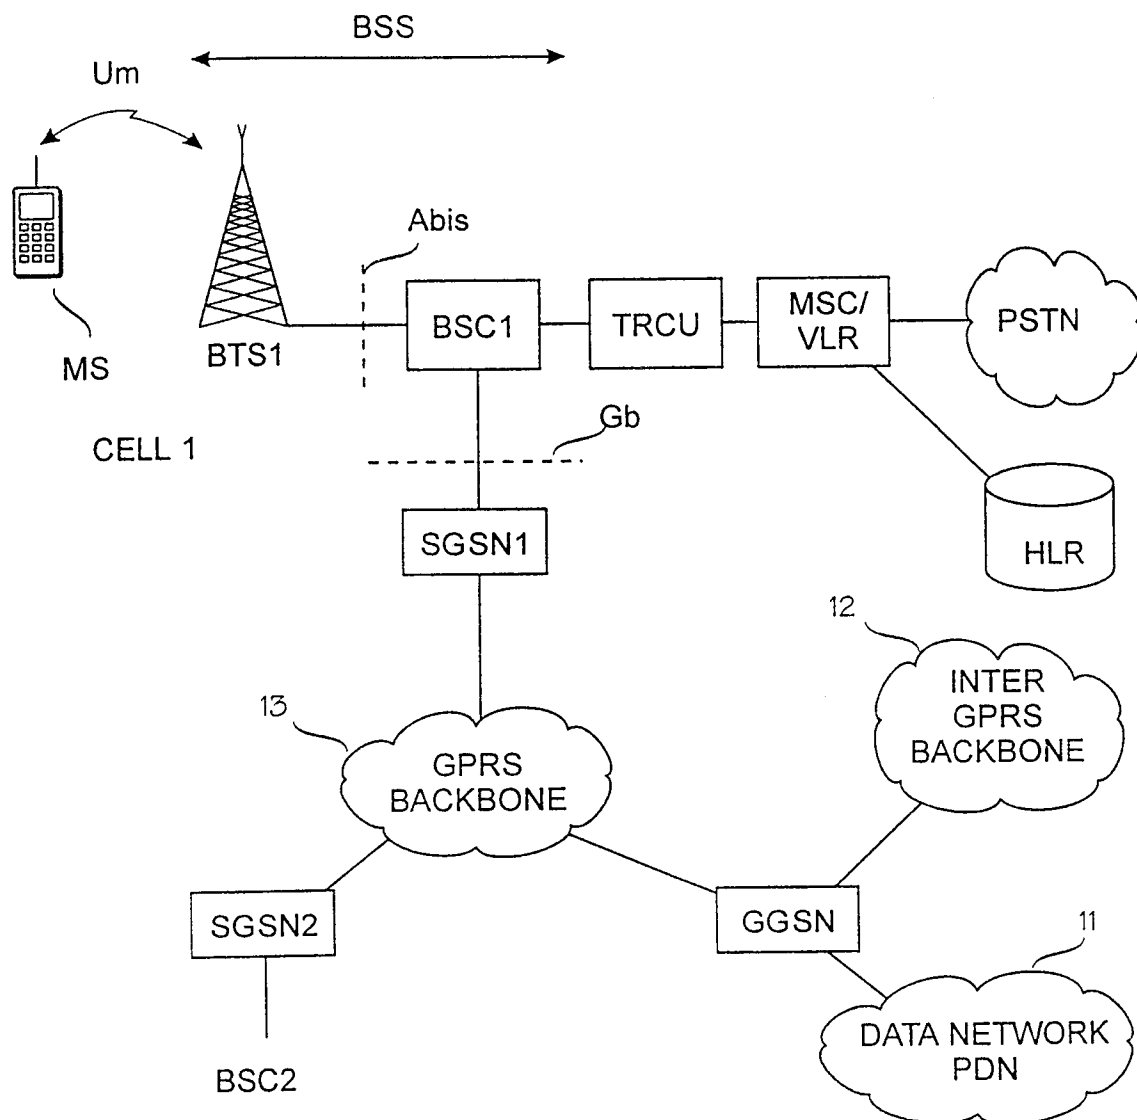 BSS
Um
Abis
MS
BTS1
BSC1
TRCU
MSC/
VLR
PSTN
CELL 1
Gb
SGSN1
HLR
12
INTER
GPRS
BACKBONE
13
GPRS
BACKBONE
SGSN2
GGSN
11
DATA NETWORK
PDN
BSC2